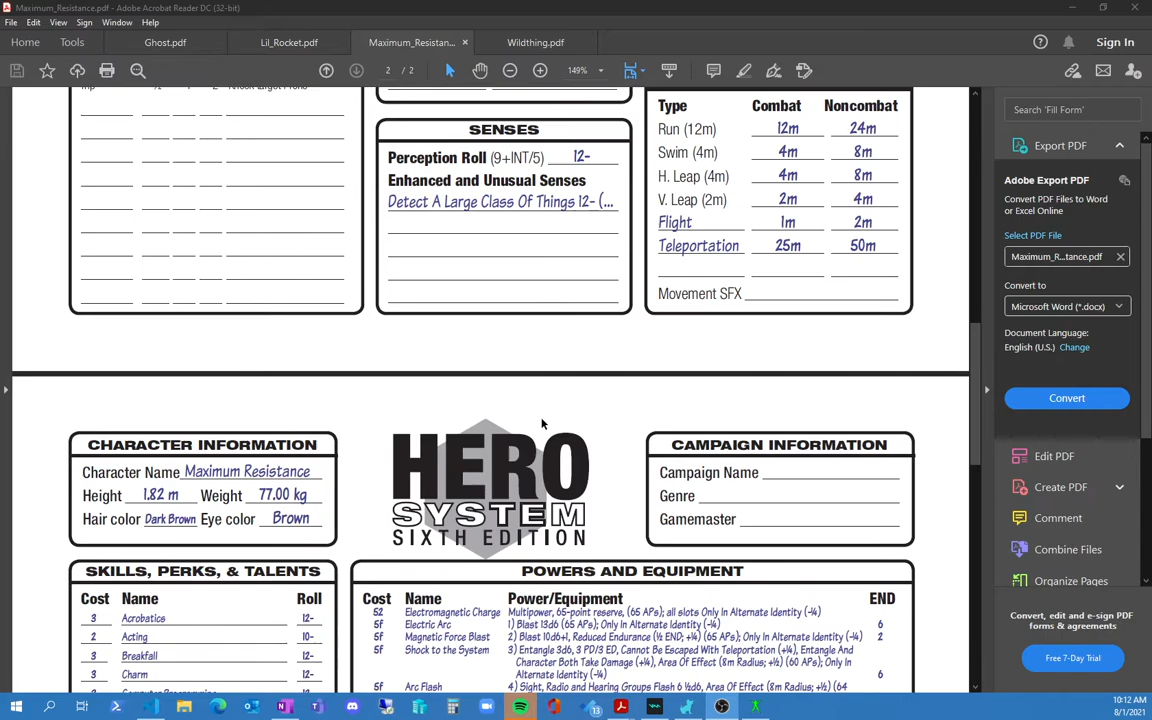 Maximum_Resistance.pdf - Adobe Acrobat Reader DC (32-bit)
File Edit View Sign Window Help
Home Tools Ghost.pdf Lil_Rocket.pdf Maximum_Resistan... Wildthing.pdf Sign In
2 / 2 149%
SENSES
Perception Roll (9+INT/5) 12-
Enhanced and Unusual Senses
Detect A Large Class Of Things 12- (...
Type Combat Noncombat
Run (12m) 12m 24m
Swim (4m) 4m 8m
H. Leap (4m) 4m 8m
V. Leap (2m) 2m 4m
Flight 1m 2m
Teleportation 25m 50m
Movement SFX
CHARACTER INFORMATION
Character Name Maximum Resistance
Height 1.82 m Weight 77.00 kg
Hair color Dark Brown Eye color Brown
HERO
SYSTEM
SIXTH EDITION
CAMPAIGN INFORMATION
Campaign Name
Genre
Gamemaster
SKILLS, PERKS, & TALENTS
Cost Name Roll
3 Acrobatics 12-
2 Acting 10-
3 Breakfall 12-
3 Charm 12-
POWERS AND EQUIPMENT
Cost Name Power/Equipment END
52 Electromagnetic Charge Multipower, 65-point reserve, (65 APs); all slots Only In Alternate Identity (-¼)
5f Electric Arc 1) Blast 13d6 (65 APs); Only In Alternate Identity (-¼) 6
5f Magnetic Force Blast 2) Blast 10d6+1, Reduced Endurance (½ END; +¼) (65 APs); Only In Alternate Identity (-¼) 2
5f Shock to the System 3) Entangle 3d6, 3 PD/3 ED, Cannot Be Escaped With Teleportation (+¼), Entangle And
Character Both Take Damage (+¼), Area Of Effect (8m Radius; +½) (60 APs); Only In
Alternate Identity (-¼) 6
5f Arc Flash 4) Sight, Radio and Hearing Groups Flash 6 ½d6, Area Of Effect (8m Radius; +½) (64
Search 'Fill Form'
Export PDF
Adobe Export PDF
Convert PDF Files to Word
or Excel Online
Select PDF File
Maximum_R...tance.pdf
Convert to
Microsoft Word (*.docx)
Document Language:
English (U.S.) Change
Convert
Edit PDF
Create PDF
Comment
Combine Files
Organize Pages
Convert, edit and e-sign PDF
forms & agreements
Free 7-Day Trial
13
10:12 AM
8/1/2021